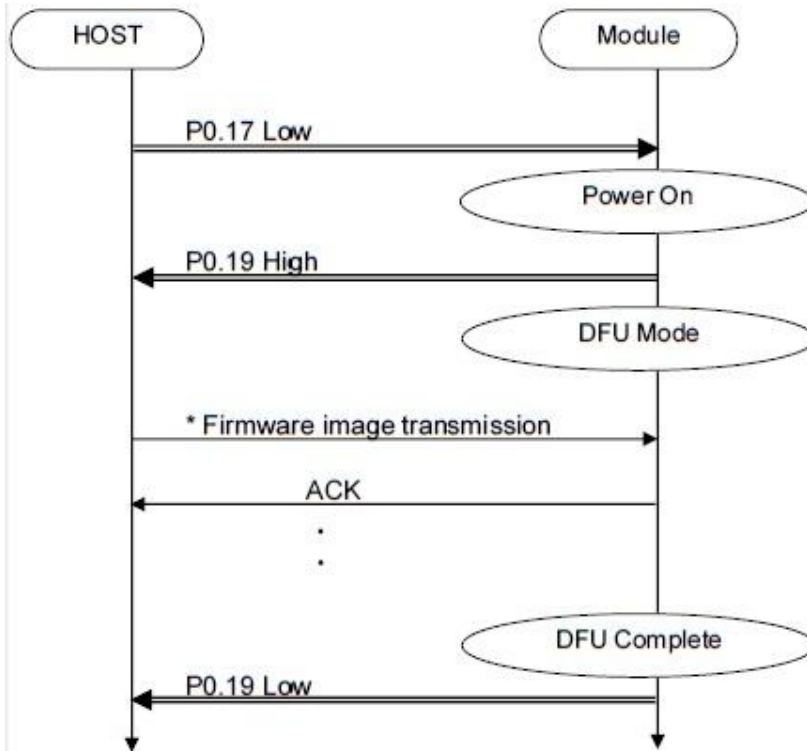 HOST
Module
P0.17 Low
Power On
P0.19 High
DFU Mode
* Firmware image transmission
ACK
.
.
DFU Complete
P0.19 Low